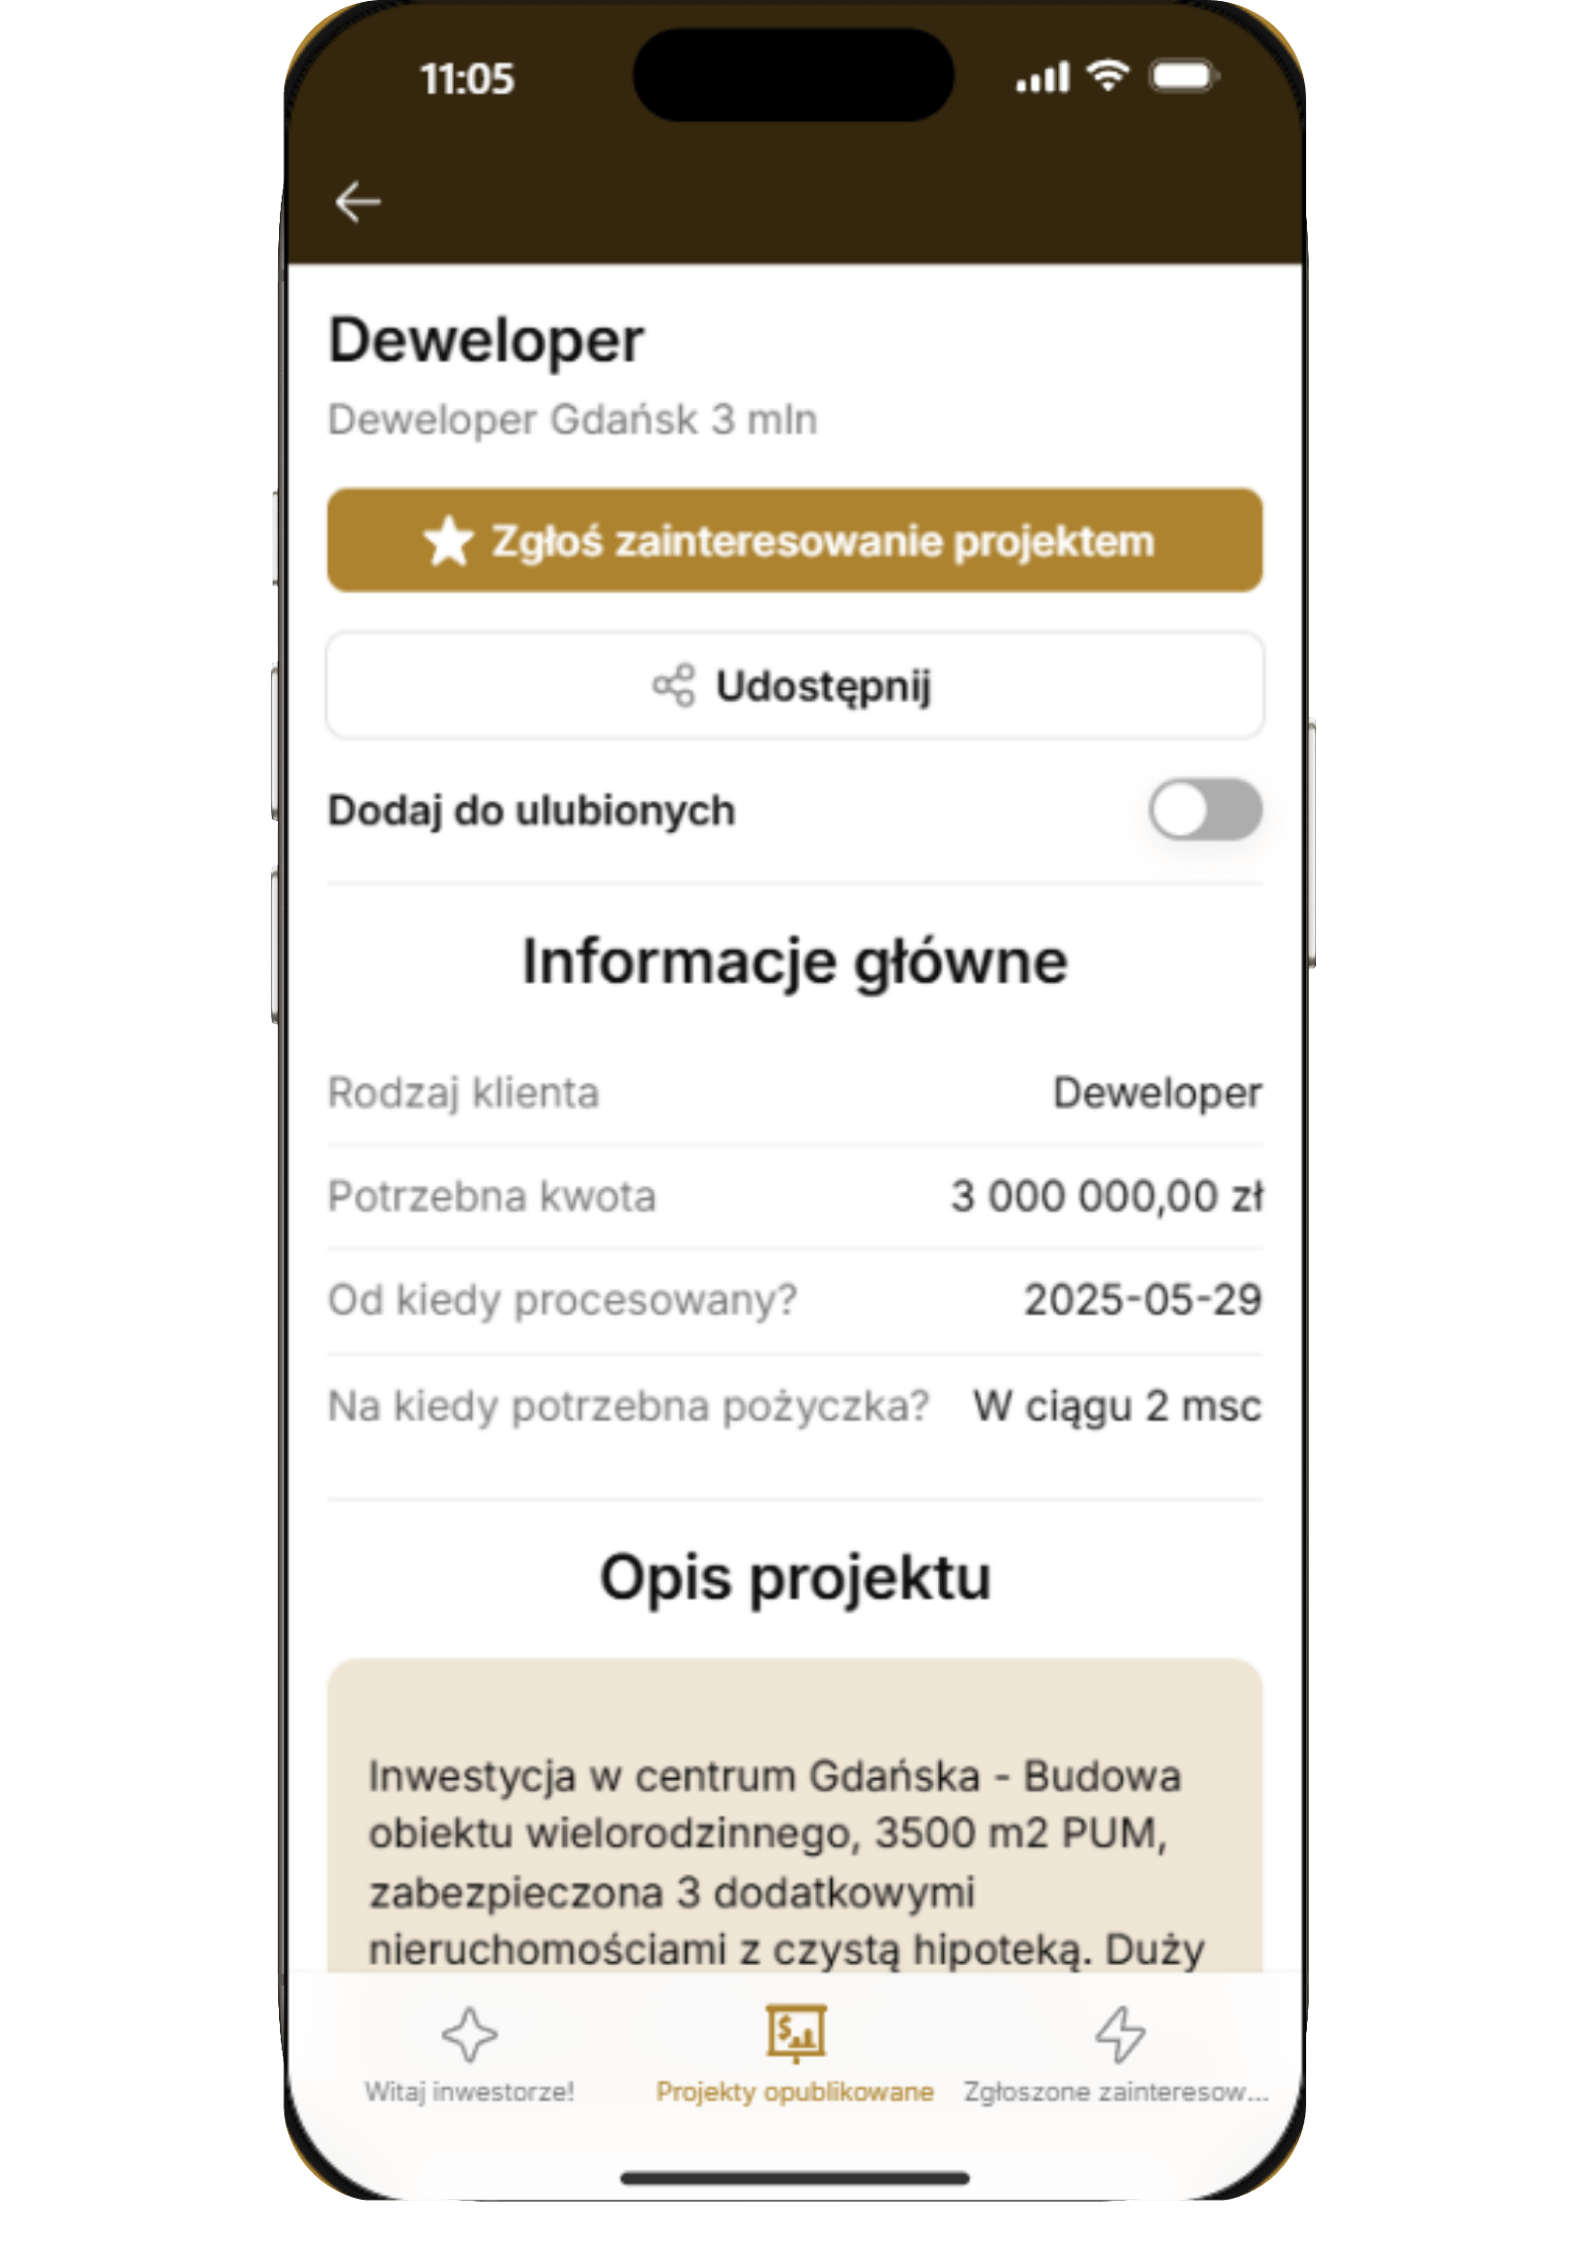 11:05
Deweloper
Deweloper Gdańsk 3 mln
Zgłoś zainteresowanie projektem
Udostępnij
Dodaj do ulubionych
Informacje główne
Rodzaj klienta Deweloper
Potrzebna kwota 3 000 000,00 zł
Od kiedy procesowany? 2025-05-29
Na kiedy potrzebna pożyczka? W ciągu 2 msc
Opis projektu
Inwestycja w centrum Gdańska - Budowa
obiektu wielorodzinnego, 3500 m2 PUM,
zabezpieczona 3 dodatkowymi
nieruchomościami z czystą hipoteką. Duży
Witaj inwestorze! Projekty opublikowane Zgłoszone zainteresow...